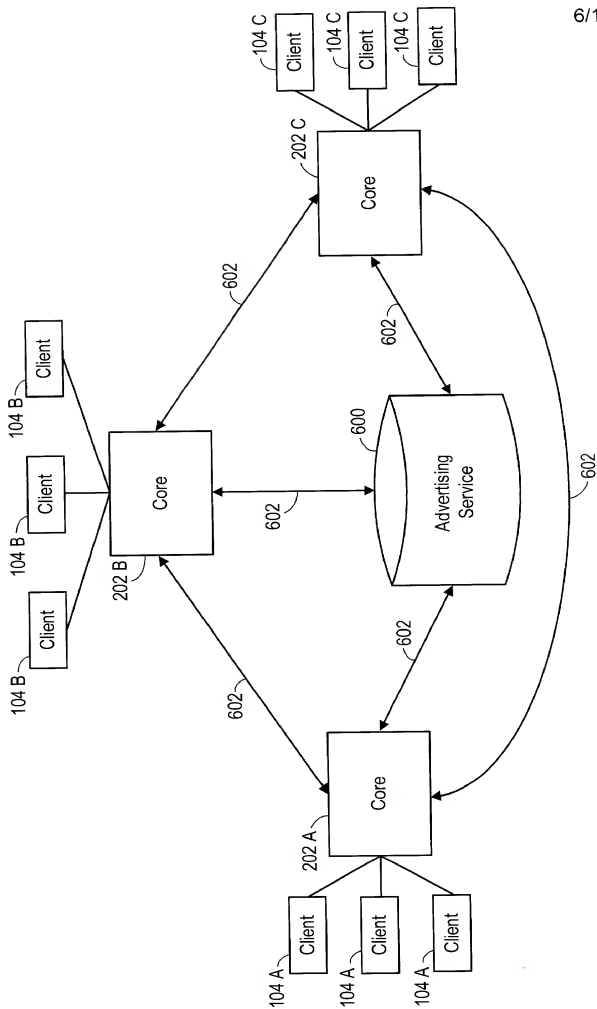 6/1
104 B
Client
104 B
Client
104 B
Client
202 B
Core
602
602
602
104 A
Client
104 A
Client
104 A
Client
202 A
Core
602
600
Advertising
Service
602
202 C
Core
104 C
Client
104 C
Client
104 C
Client
602